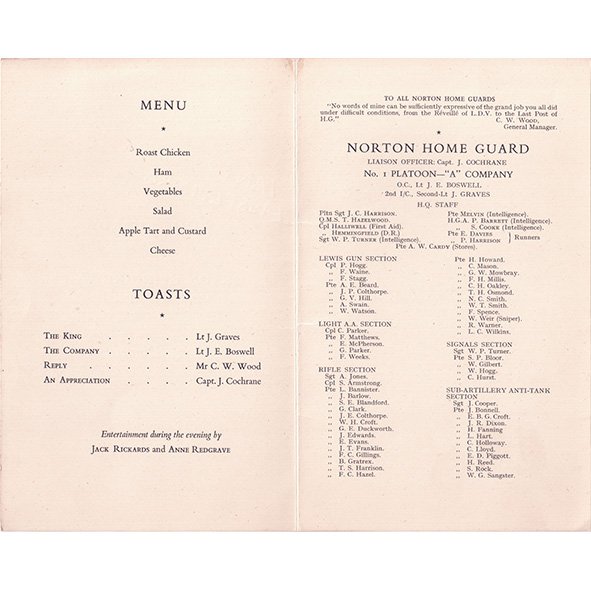 MENU
Roast Chicken
Ham
Vegetables
Salad
Apple Tart and Custard
Cheese
TOASTS
The King . . . . . Lt J. Graves
The Company . . . . . Lt J. E. Boswell
Reply . . . . . Mr C. W. Wood
An Appreciation . . . . . Capt. J. Cochrane
Entertainment during the evening by
Jack Rickards and Anne Redgrave
TO ALL NORTON HOME GUARDS
"No words of mine can be sufficiently expressive of the grand job you all did
under difficult conditions, from the Réveillé of L.D.V. to the Last Post of
H.G."
C. W. Wood,
General Manager.
NORTON HOME GUARD
LIAISON OFFICER: Capt. J. COCHRANE
No. 1 PLATOON—"A" COMPANY
O.C., Lt J. E. BOSWELL
2nd I/C., Second-Lt J. GRAVES
H.Q. STAFF
Pltn Sgt J. C. Harrison.
Q.M.S. T. Hazelwood.
Cpl Halliwell (First Aid).
„ Hemmingfield (D.R.)
Sgt W. P. Turner (Intelligence).
Pte Melvin (Intelligence).
H.G.A. P. Barrett (Intelligence).
„ S. Cooke (Intelligence).
Pte E. Davies
„ P. Harrison } Runners
Pte A. W. Cardy (Stores).
LEWIS GUN SECTION
Cpl P. Hogg.
„ F. Waine.
„ F. Stagg.
Pte A. E. Beard.
„ J. P. Colthorpe.
„ G. V. Hill.
„ A. Swain.
„ W. Watson.
LIGHT A.A. SECTION
Cpl C. Parker.
Pte F. Matthews.
„ E. McPherson.
„ G. Parker.
„ F. Weeks.
RIFLE SECTION
Sgt A. Jones.
Cpl S. Armstrong.
Pte L. Bannister.
„ J. Barlow.
„ S. E. Blandford.
„ G. Clark.
„ J. E. Colthorpe.
„ W. H. Croft.
„ G. E. Duckworth.
„ J. Edwards.
„ E. Evans.
„ J. T. Franklin.
„ F. C. Gillings.
„ B. Gratrex.
„ T. S. Harrison.
„ F. C. Hazel.
Pte H. Howard.
„ C. Mason.
„ G. W. Mowbray.
„ F. H. Millis.
„ C. H. Oakley.
„ T. H. Osmond.
„ N. C. Smith.
„ W. T. Smith.
„ F. Spence.
„ W. Weir (Sniper).
„ R. Warner.
„ L. C. Wilkins.
SIGNALS SECTION
Sgt W. P. Turner.
Pte S. P. Bloor.
„ W. Gilbert.
„ W. Hogg.
„ C. Hurst.
SUB-ARTILLERY ANTI-TANK
SECTION
Sgt J. Cooper.
Pte J. Bonnell.
„ E. B. G. Croft.
„ J. R. Dixon.
„ H. Fanning
„ L. Hart.
„ C. Holloway.
„ C. Lloyd.
„ E. D. Piggott.
„ H. Reed.
„ S. Rock.
„ W. G. Sangster.